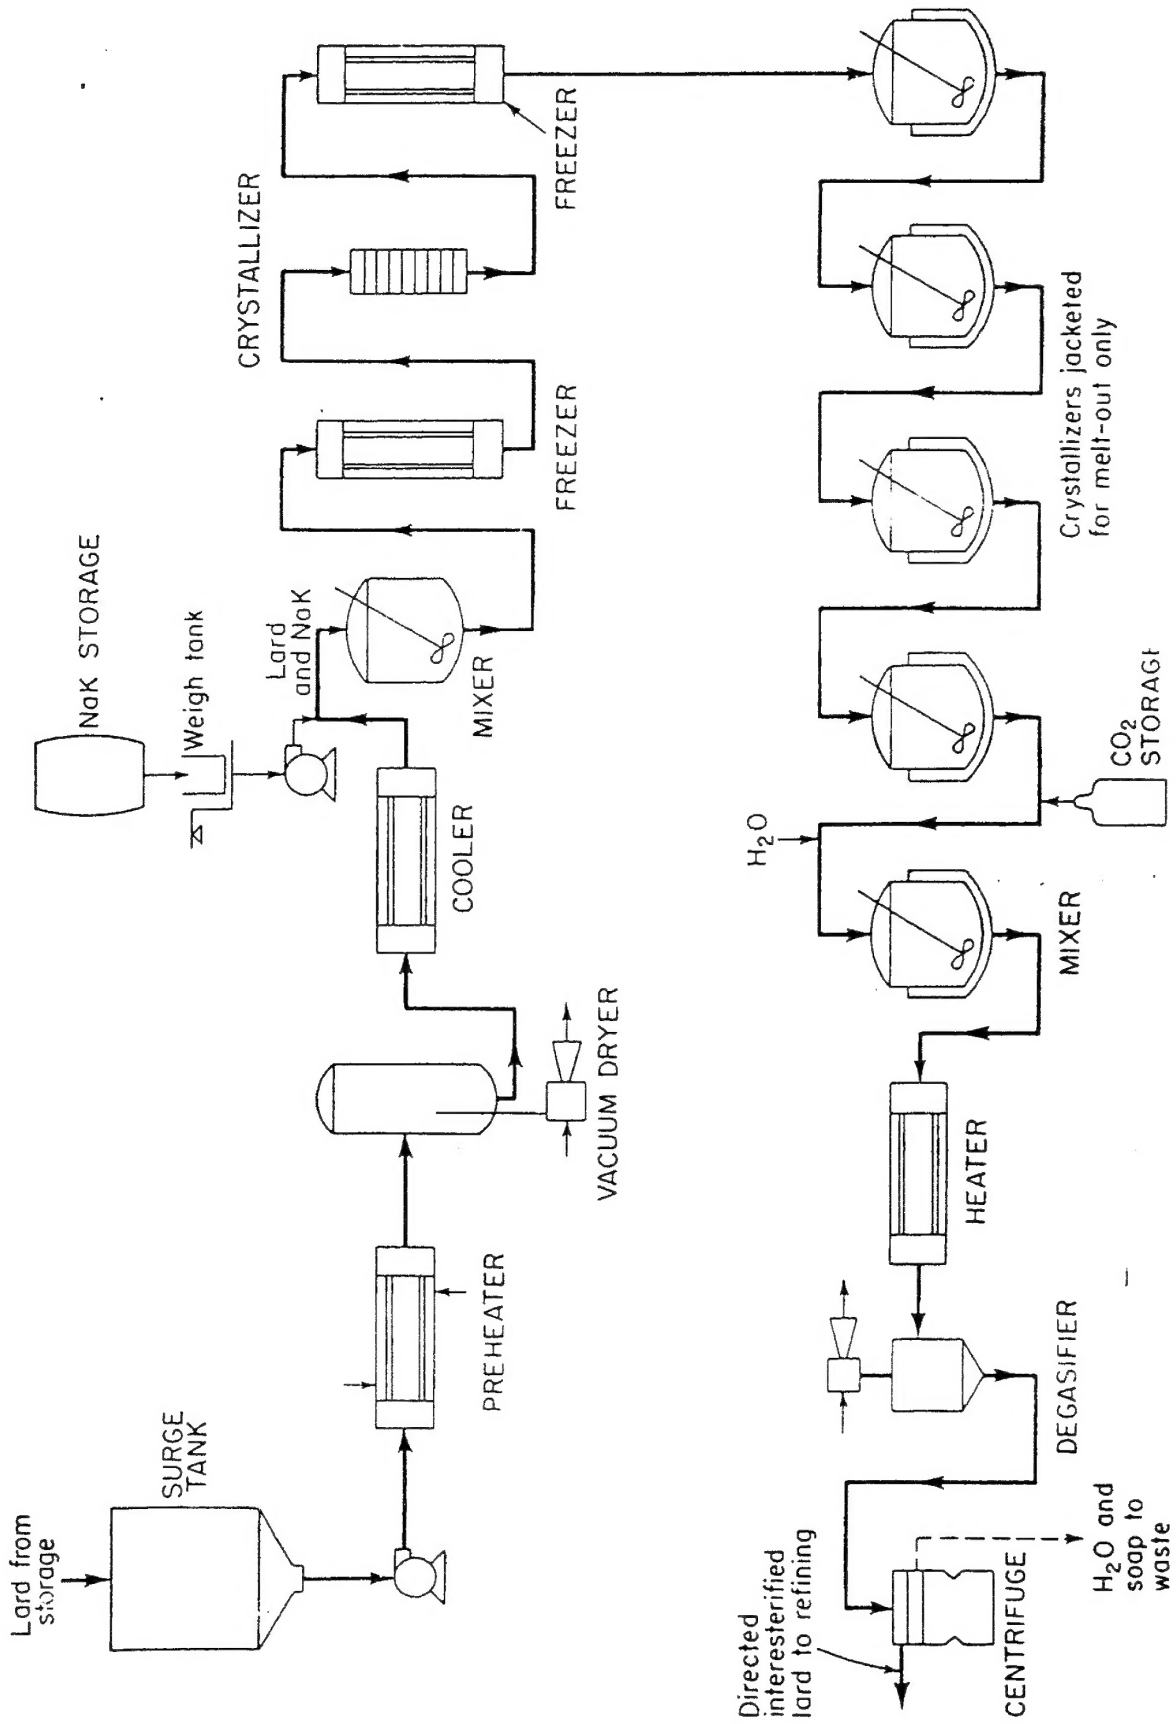 Lard from
storage
SURGE
TANK
PREHEATER
VACUUM DRYER
COOLER
NaK STORAGE
Weigh tank
Lard
and NaK
MIXER
FREEZER
CRYSTALLIZER
FREEZER
Crystallizers jacketed
for melt-out only
CO2
STORAGE
H2O
MIXER
HEATER
DEGASIFIER
CENTRIFUGE
H2O and
soap to
waste
Directed
interesterified
lard to refining